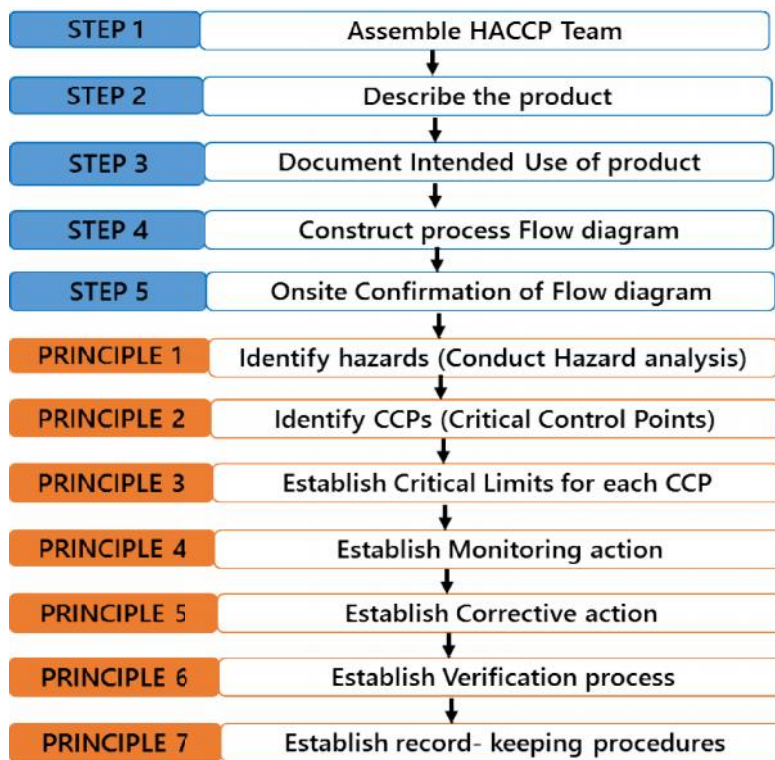 STEP 1 Assemble HACCP Team
STEP 2 Describe the product
STEP 3 Document Intended Use of product
STEP 4 Construct process Flow diagram
STEP 5 Onsite Confirmation of Flow diagram
PRINCIPLE 1 Identify hazards (Conduct Hazard analysis)
PRINCIPLE 2 Identify CCPs (Critical Control Points)
PRINCIPLE 3 Establish Critical Limits for each CCP
PRINCIPLE 4 Establish Monitoring action
PRINCIPLE 5 Establish Corrective action
PRINCIPLE 6 Establish Verification process
PRINCIPLE 7 Establish record- keeping procedures